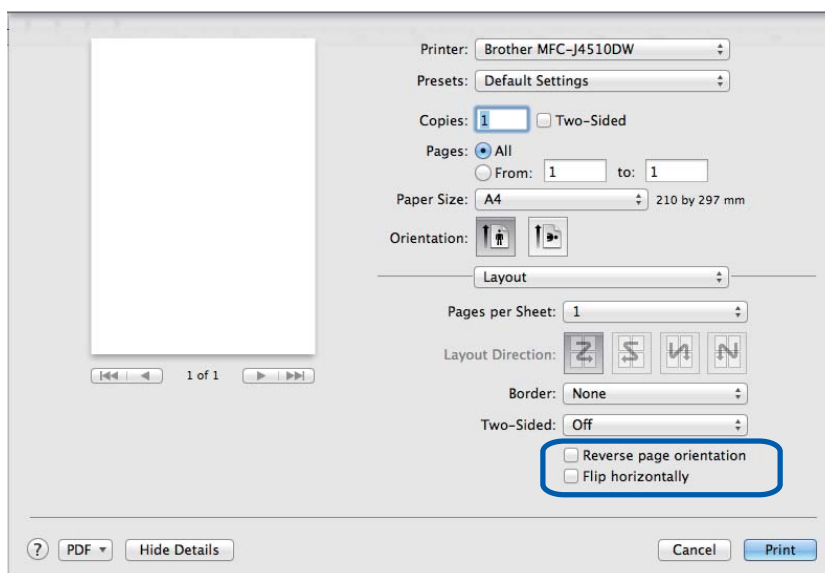 Printer: Brother MFC-J4510DW
Presets: Default Settings
Copies: 1 Two-Sided
Pages: All
From: 1 to: 1
Paper Size: A4 210 by 297 mm
Orientation:
Layout
Pages per Sheet: 1
Layout Direction:
1 of 1
Border: None
Two-Sided: Off
Reverse page orientation
Flip horizontally
? PDF Hide Details Cancel Print